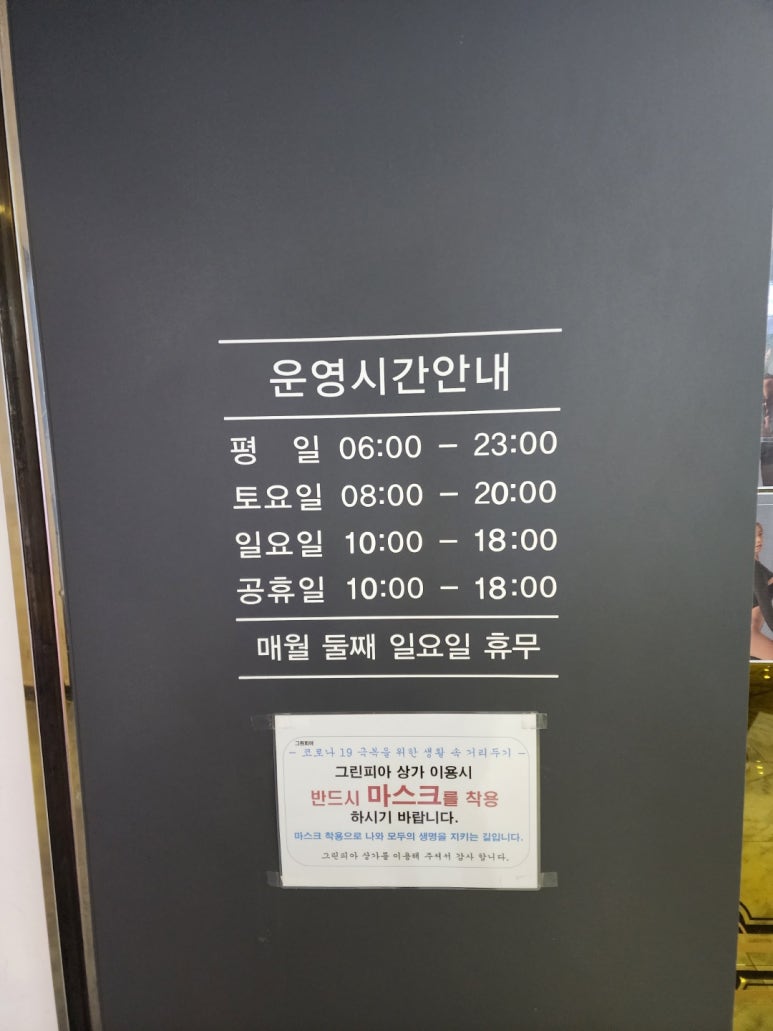 운영시간안내
평 일 06:00 - 23:00
토요일 08:00 - 20:00
일요일 10:00 - 18:00
공휴일 10:00 - 18:00
매월 둘째 일요일 휴무
그린피아
- 코로나 19 극복을 위한 생활 속 거리두기 -
그린피아 상가 이용시
반드시 마스크를 착용
하시기 바랍니다.
마스크 착용으로 나와 모두의 생명을 지키는 길입니다.
그린피아 상가를 이용해 주셔서 감사 합니다.